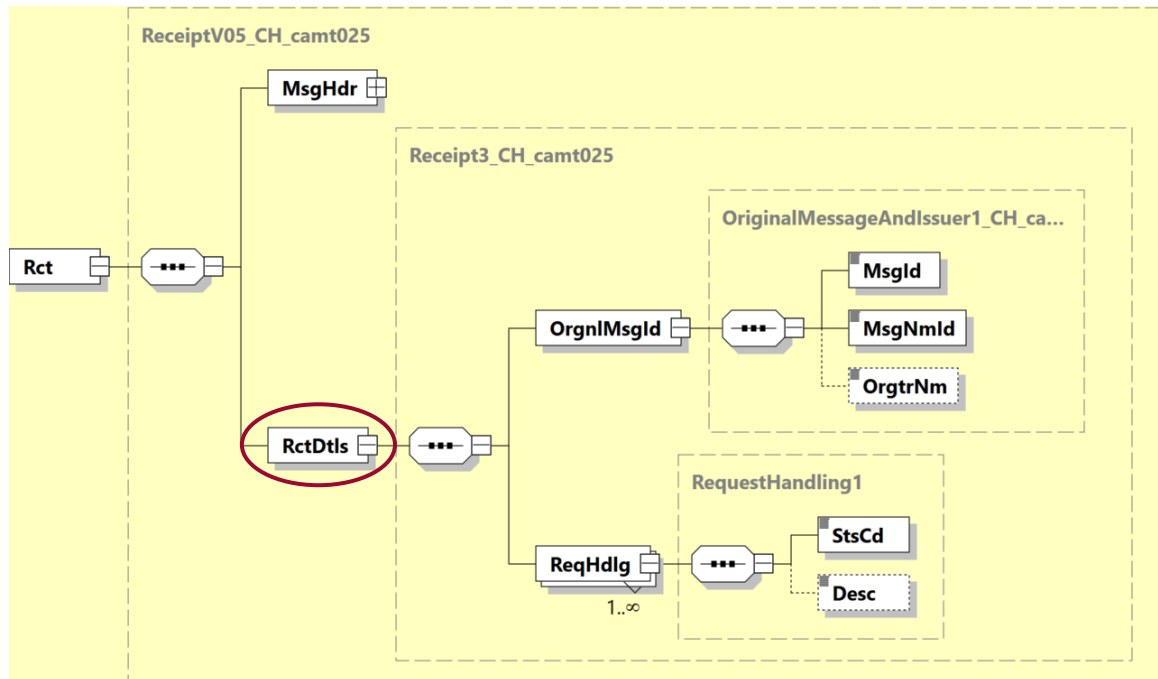 ReceiptV05_CH_camt025
MsgHdr
Receipt3_CH_camt025
OriginalMessageAndIssuer1_CH_ca...
MsgId
Rct
OrgnlMsgId
MsgNmId
OrgtrNm
RctDtls
RequestHandling1
StsCd
ReqHdlg
Desc
1..∞